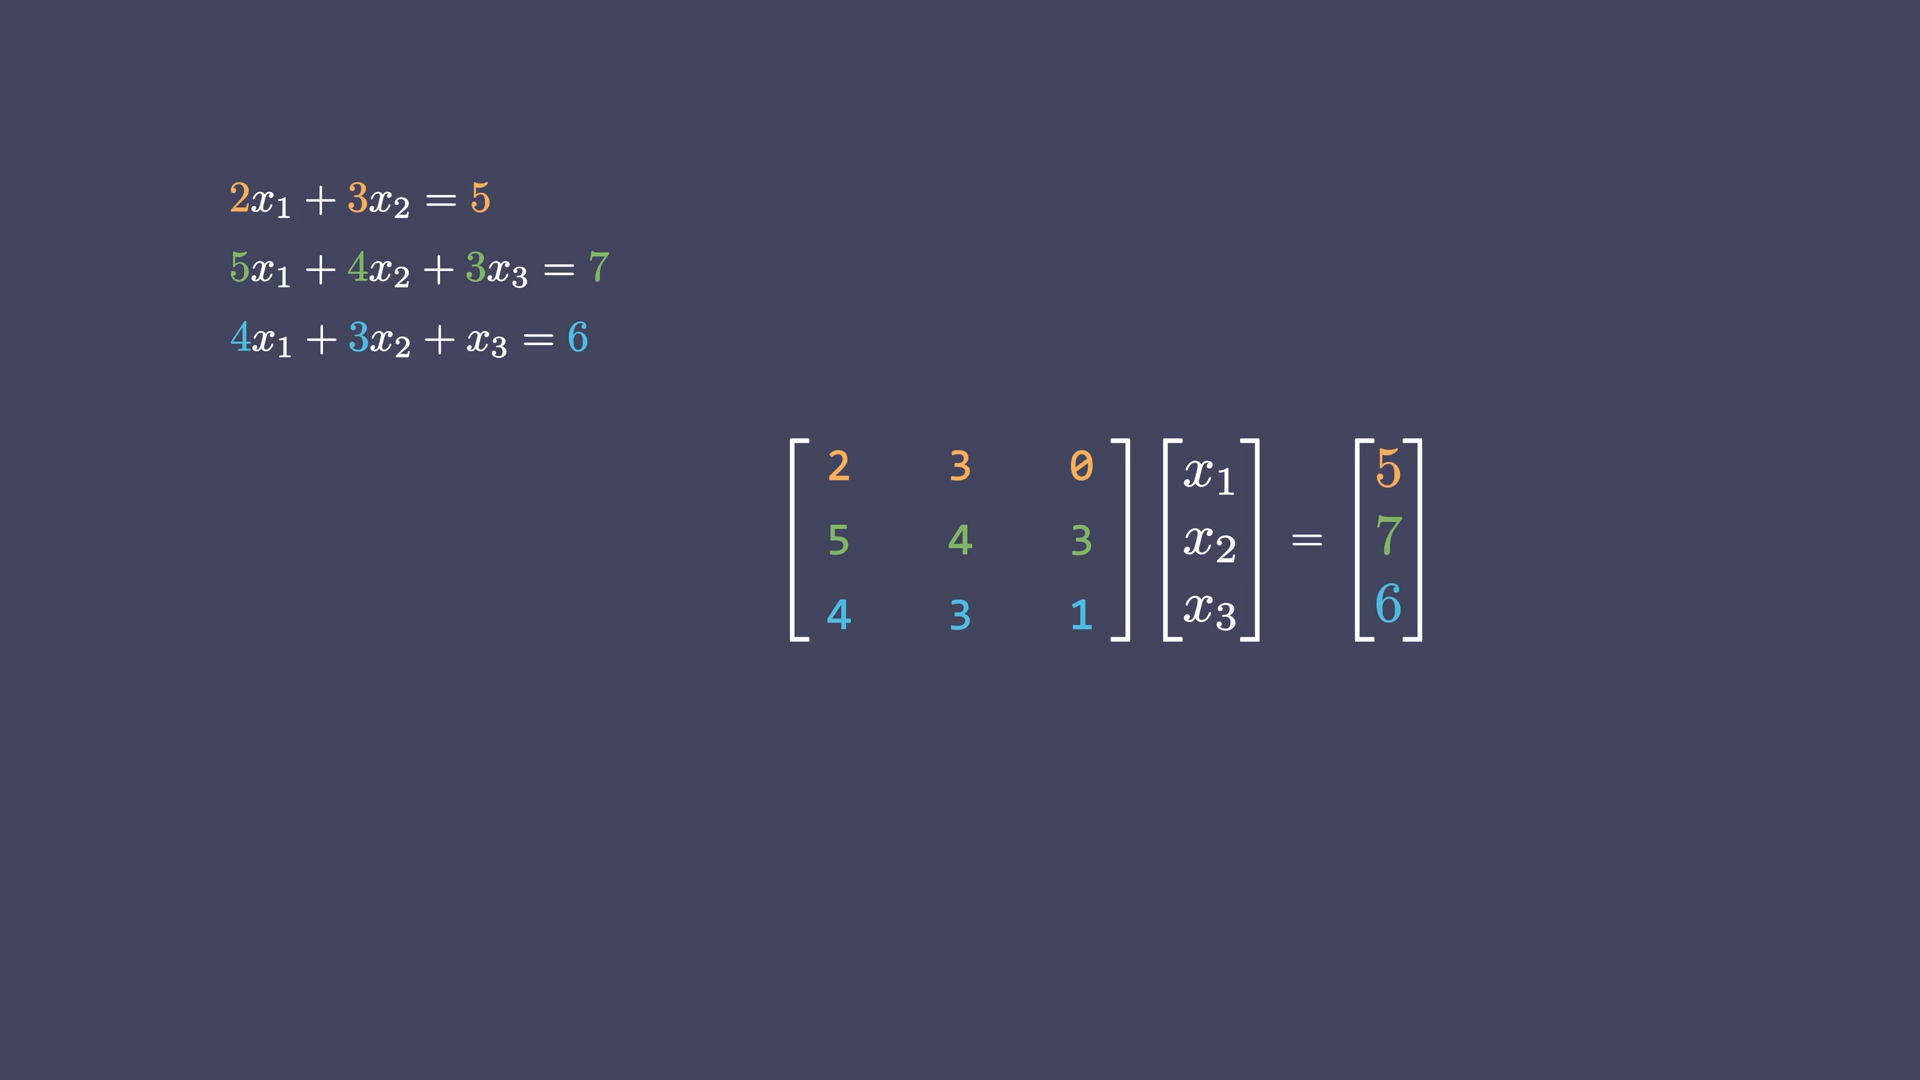 2x₁ + 3x₂ = 5
5x₁ + 4x₂ + 3x₃ = 7
4x₁ + 3x₂ + x₃ = 6
[2 3 0] [x₁] [5]
[5 4 3] [x₂] = [7]
[4 3 1] [x₃] [6]